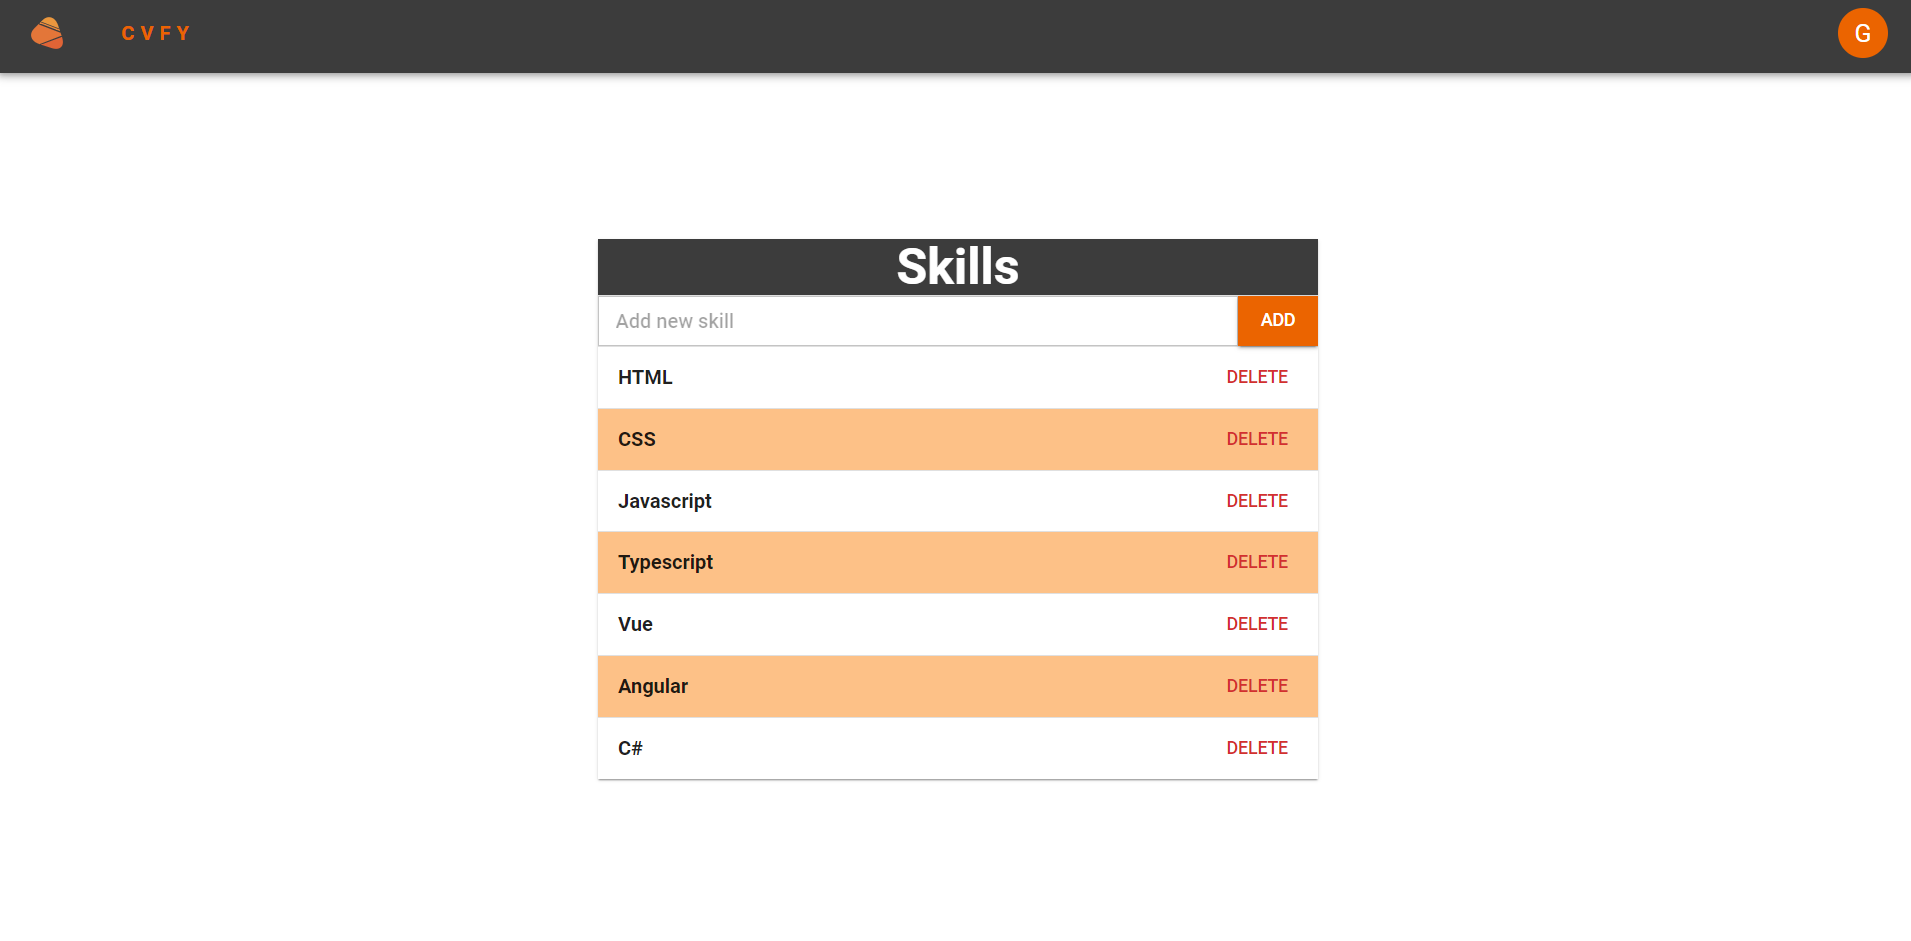 CVFY
G
Skills
Add new skill ADD
HTML DELETE
CSS DELETE
Javascript DELETE
Typescript DELETE
Vue DELETE
Angular DELETE
C# DELETE